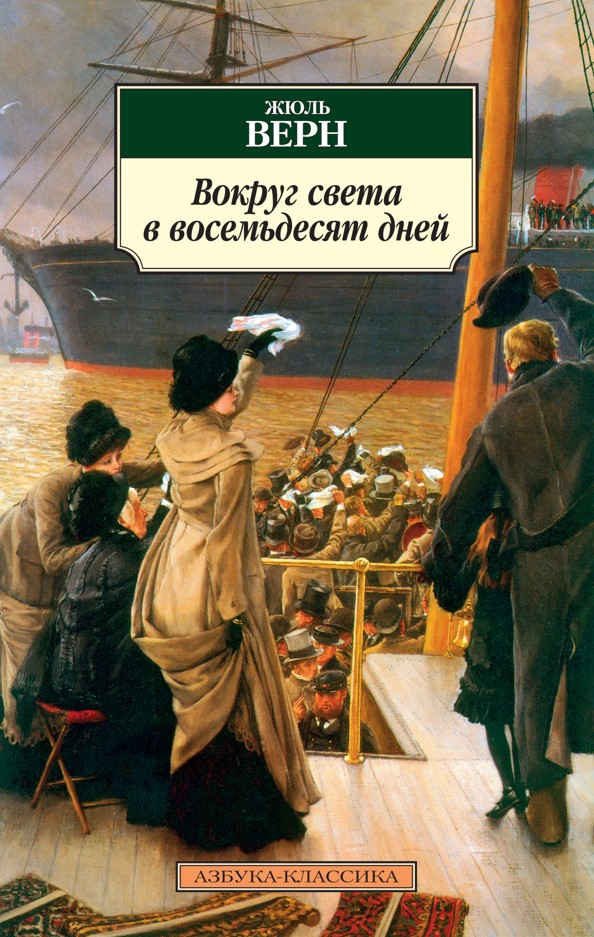 ЖЮЛЬ
ВЕРН
Вокруг света
в восемьдесят дней
АЗБУКА-КЛАССИКА